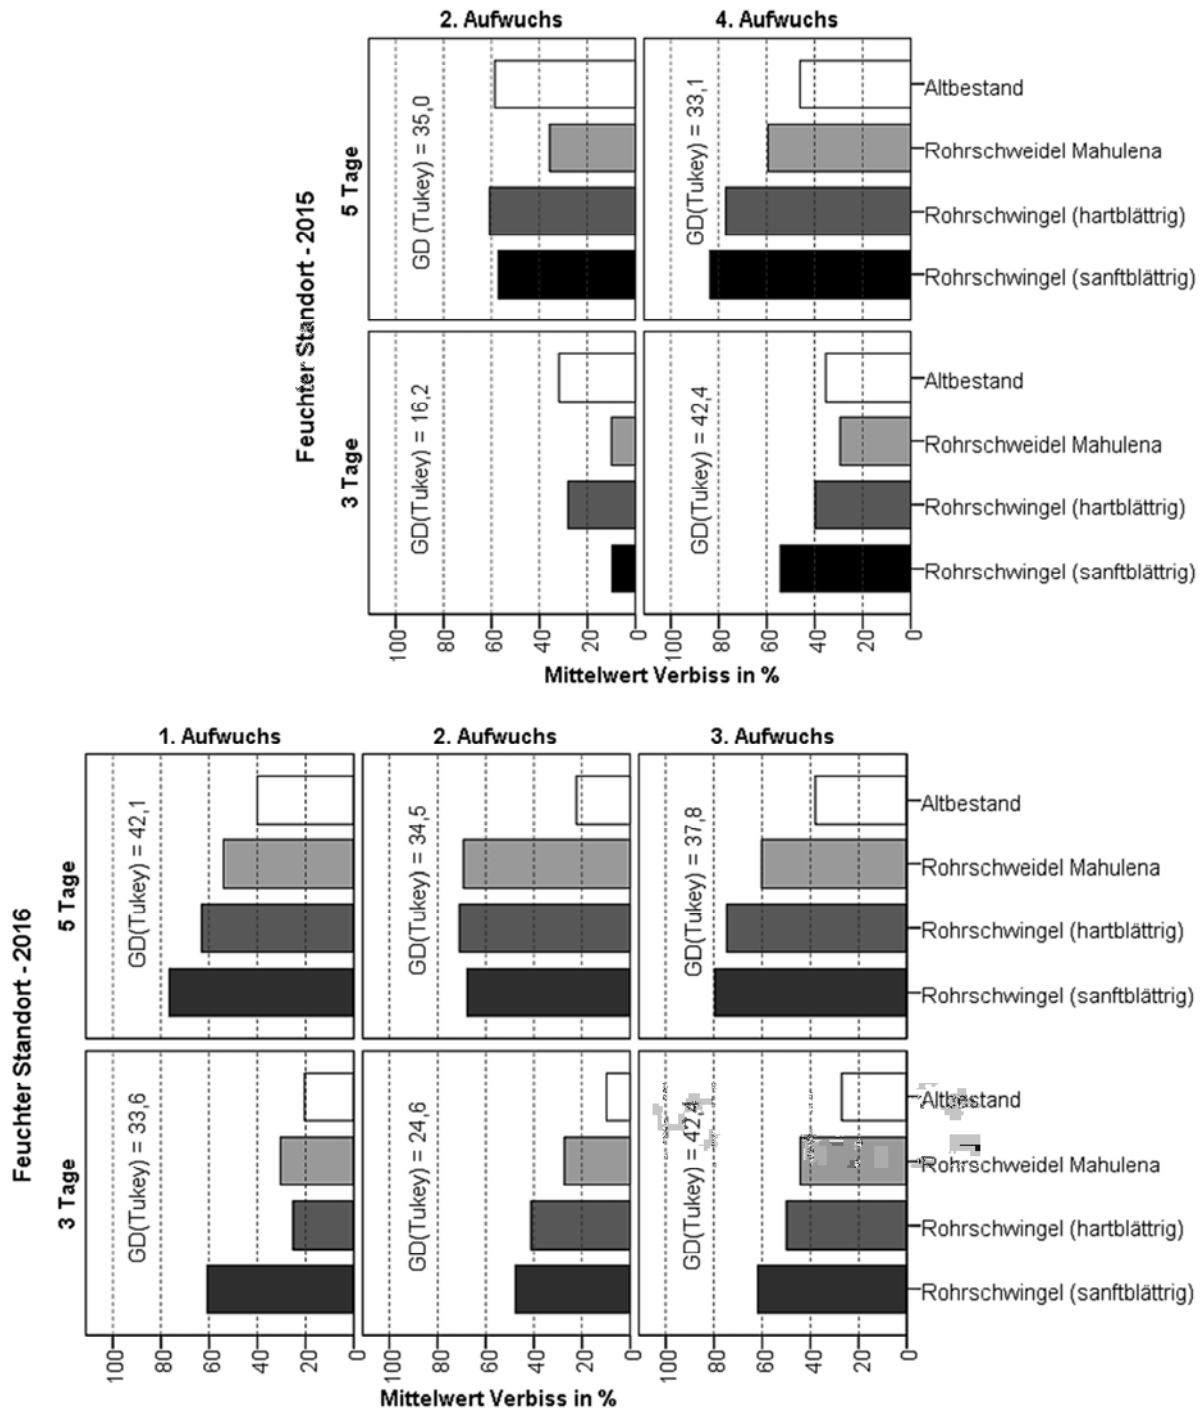 Feuchter Standort - 2015
2. Aufwuchs
4. Aufwuchs
5 Tage
GD (Tukey) = 35,0
GD(Tukey) = 33,1
Altbestand
Rohrschweidel Mahulena
Rohrschwingel (hartblättrig)
Rohrschwingel (sanftblättrig)
3 Tage
GD(Tukey) = 16,2
GD(Tukey) = 42,4
Altbestand
Rohrschweidel Mahulena
Rohrschwingel (hartblättrig)
Rohrschwingel (sanftblättrig)
100 80 60 40 20 0 100 80 60 40 20 0
Mittelwert Verbiss in %
Feuchter Standort - 2016
1. Aufwuchs
2. Aufwuchs
3. Aufwuchs
5 Tage
GD(Tukey) = 42,1
GD(Tukey) = 34,5
GD(Tukey) = 37,8
Altbestand
Rohrschweidel Mahulena
Rohrschwingel (hartblättrig)
Rohrschwingel (sanftblättrig)
3 Tage
GD(Tukey) = 33,6
GD(Tukey) = 24,6
GD(Tukey) = 42,4
Altbestand
Rohrschweidel Mahulena
Rohrschwingel (hartblättrig)
Rohrschwingel (sanftblättrig)
100 80 60 40 20 0 100 80 60 40 20 0 100 80 60 40 20 0
Mittelwert Verbiss in %